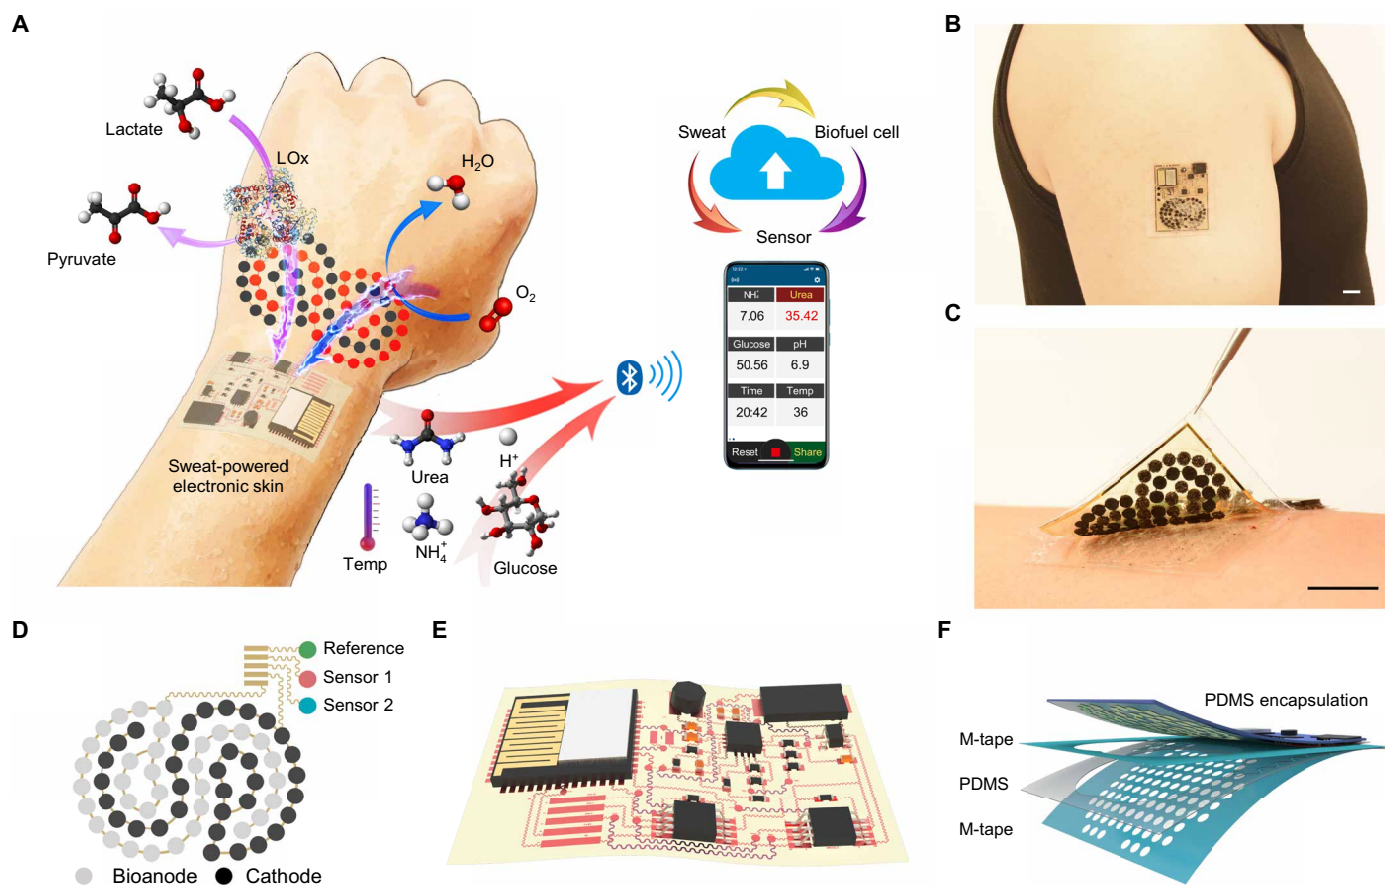 A
Lactate
LOx
H₂O
Pyruvate
O₂
Sweat-powered
electronic skin
Urea
H⁺
Temp
NH₄⁺
Glucose
Sweat
Biofuel cell
Sensor
12:22
NH₄⁺ Urea
7.06 35.42
Glucose pH
50.56 6.9
Time Temp
20:42 36
Reset Share
B
C
D
Reference
Sensor 1
Sensor 2
Bioanode Cathode
E
F
PDMS encapsulation
M-tape
PDMS
M-tape